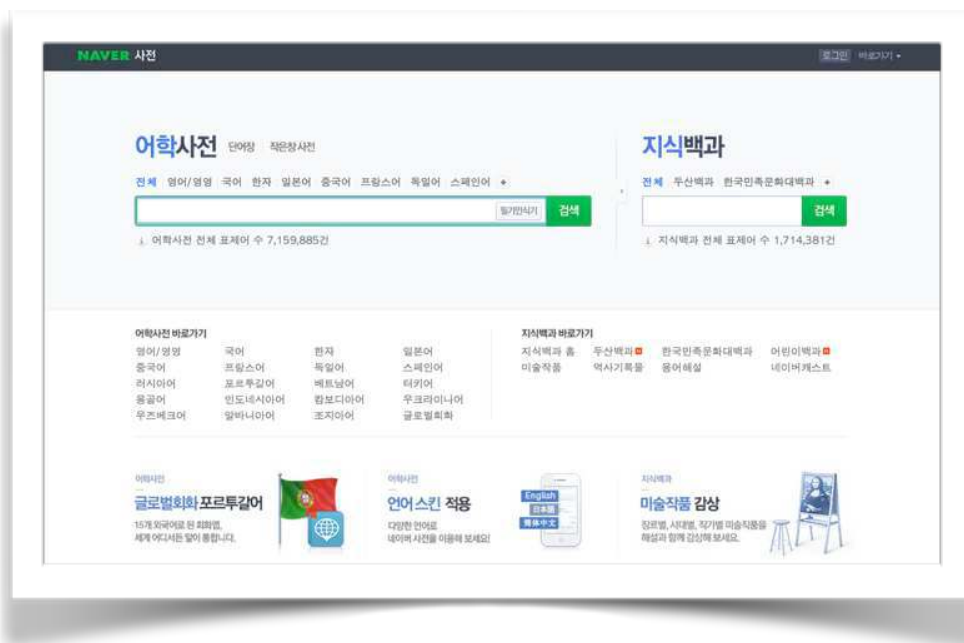 NAVER 사전
로그인 바로가기
어학사전 단어장 작은창사전
전체 영어/영영 국어 한자 일본어 중국어 프랑스어 독일어 스페인어 +
필기인식기 검색
어학사전 전체 표제어 수 7,159,885건
지식백과
전체 두산백과 한국민족문화대백과 +
검색
지식백과 전체 표제어 수 1,714,381건
어학사전 바로가기
영어/영영 국어 한자 일본어
중국어 프랑스어 독일어 스페인어
러시아어 포르투갈어 베트남어 터키어
몽골어 인도네시아어 캄보디아어 우크라이나어
우즈베크어 알바니아어 조지아어 글로벌회화
지식백과 바로가기
지식백과 홈 두산백과 한국민족문화대백과 어린이백과
미술작품 역사기록물 용어해설 네이버캐스트
어학사전
글로벌회화 포르투갈어
15개 외국어로 된 회화앱,
세계 어디서든 말이 통합니다.
어학사전
언어 스킨 적용
다양한 언어로
네이버 사전을 이용해 보세요!
English
日本語
簡体中文
지식백과
미술작품 감상
장르별, 시대별, 작가별 미술작품을
해설과 함께 감상해 보세요.